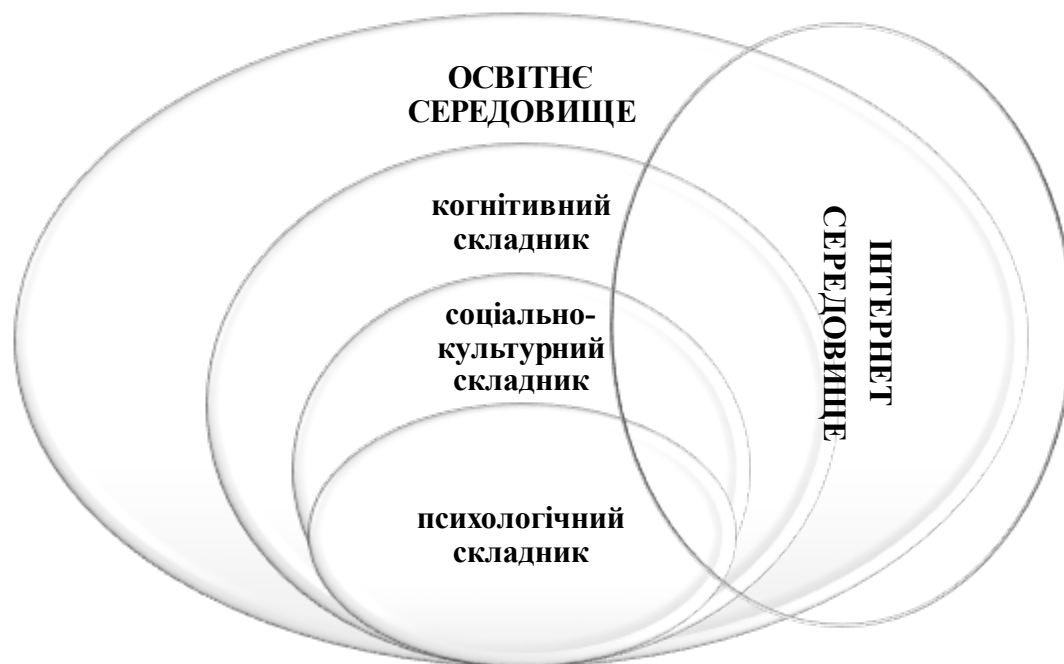 ОСВІТНЄ
СЕРЕДОВИЩЕ
когнітивний
складник
соціально-
культурний
складник
психологічний
складник
ІНТЕРНЕТ
СЕРЕДОВИЩЕ